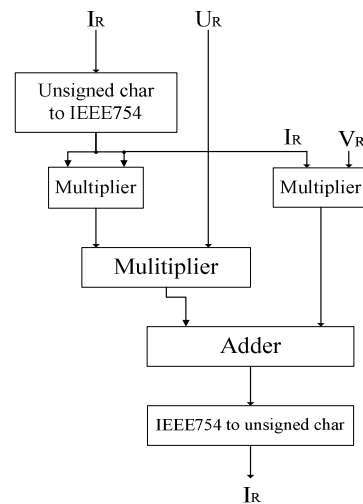 IR UR
Unsigned char
to IEEE754
IR VR
Multiplier Multiplier
Mulitiplier
Adder
IEEE754 to unsigned char
IR